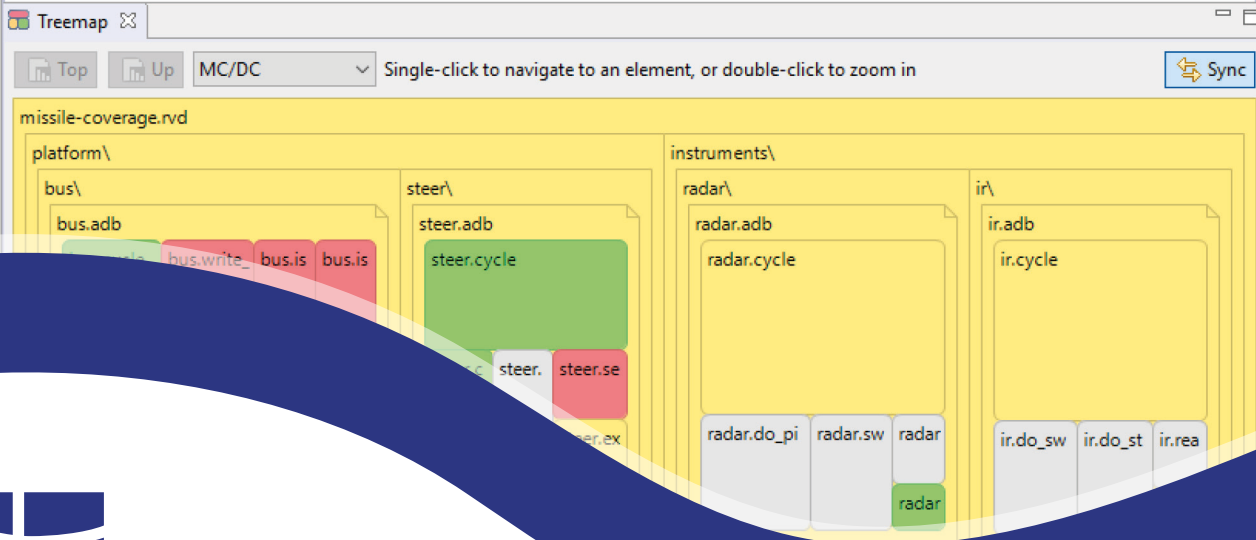 Treemap
Top Up MC/DC Single-click to navigate to an element, or double-click to zoom in Sync
missile-coverage.rvd
platform\ instruments\
bus\ steer\ radar\ ir\
bus.adb steer.adb radar.adb ir.adb
bus.write_ bus.is bus.is steer.cycle radar.cycle ir.cycle
steer. steer.se
radar.do_pi radar.sw radar ir.do_sw ir.do_st ir.rea
radar